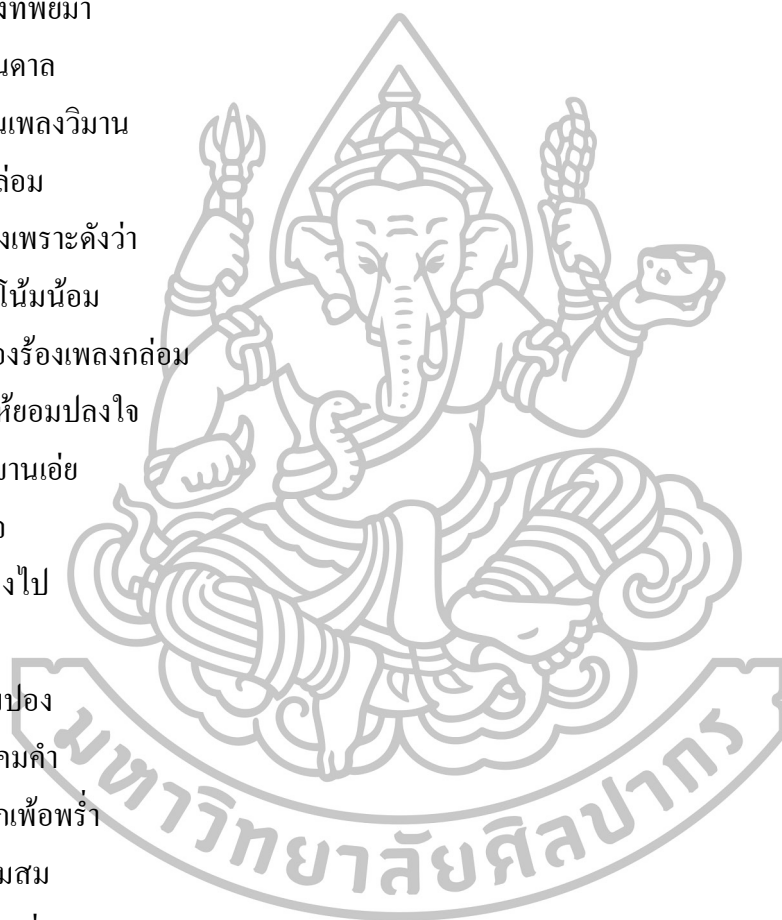 งทิพย์มา
นดาล
นเพลงวิมาน
ล่อม
งเพราะดังว่า
โน้มน้อม
องร้องเพลงกล่อม
ห้ยอมปลงใจ
บานเอ่ย
งไป
มปอง
คมคำ
กเพ้อพร่ำ
มสม
มหาวิทยาลัยศิลปากร